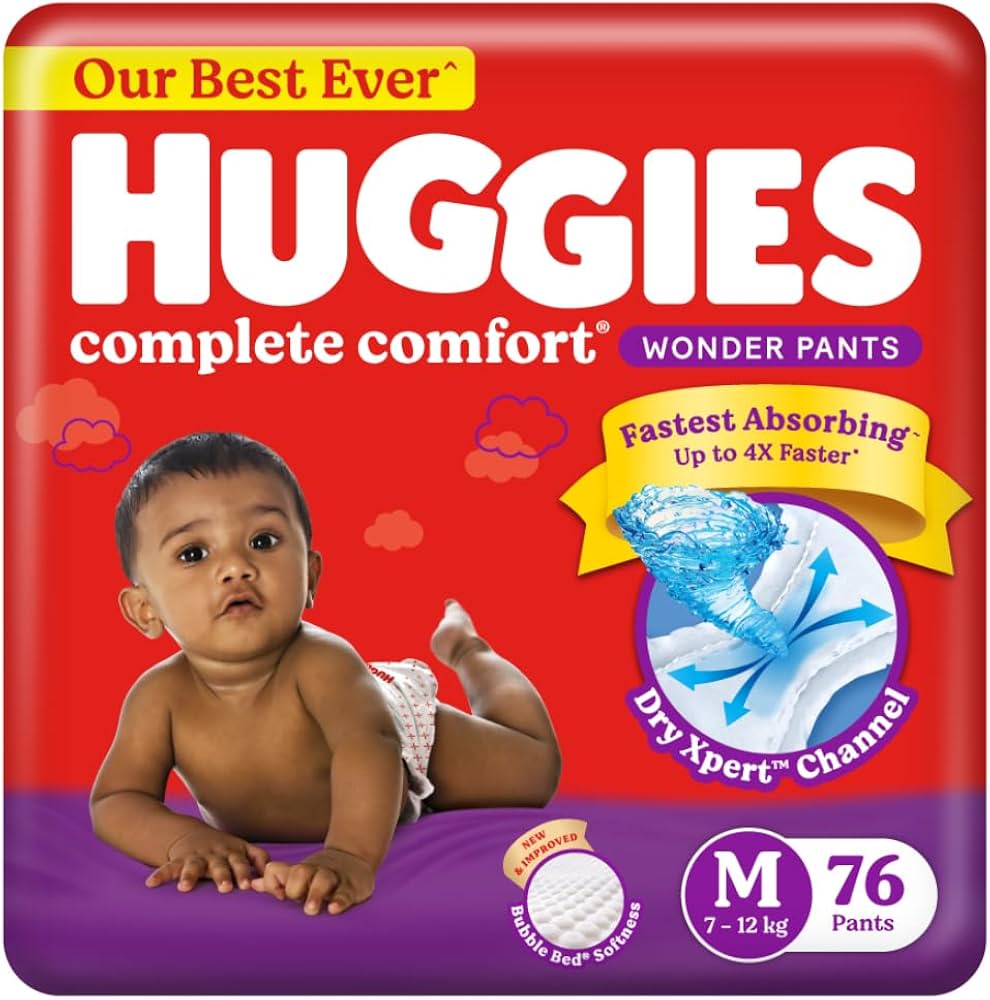 Our Best Ever^
HUGGIES
complete comfort® WONDER PANTS
Fastest Absorbing~
Up to 4X Faster*
Dry Xpert™ Channel
NEW
& IMPROVED
Bubble Bed® Softness
M
7 – 12 kg
76
Pants